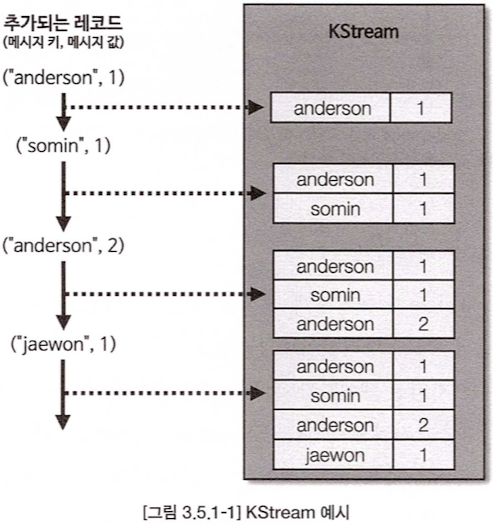 추가되는 레코드
(메시지 키, 메시지 값)
KStream
("anderson", 1)
anderson 1
("somin", 1)
anderson 1
somin 1
("anderson", 2)
anderson 1
somin 1
anderson 2
("jaewon", 1)
anderson 1
somin 1
anderson 2
jaewon 1
[그림 3.5.1-1] KStream 예시